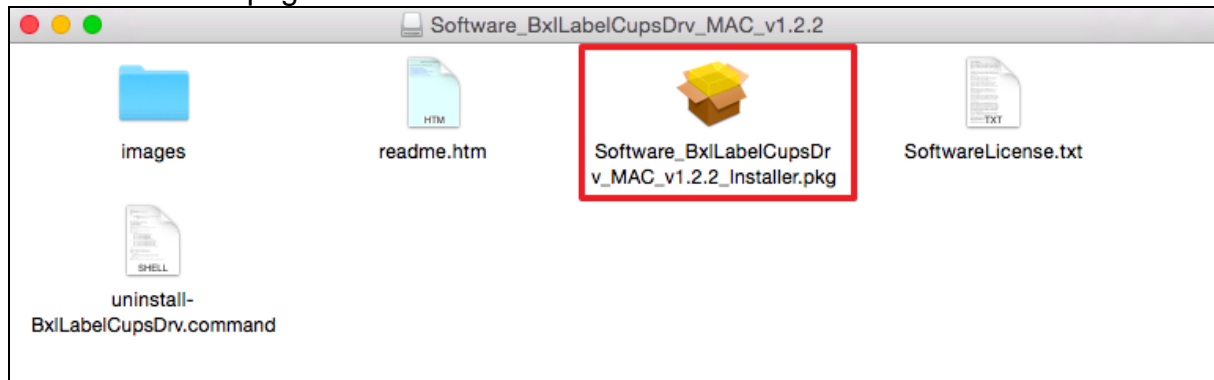 Software_BxlLabelCupsDrv_MAC_v1.2.2
HTM
TXT
images
readme.htm
Software_BxlLabelCupsDr
v_MAC_v1.2.2_Installer.pkg
SoftwareLicense.txt
SHELL
uninstall-
BxlLabelCupsDrv.command